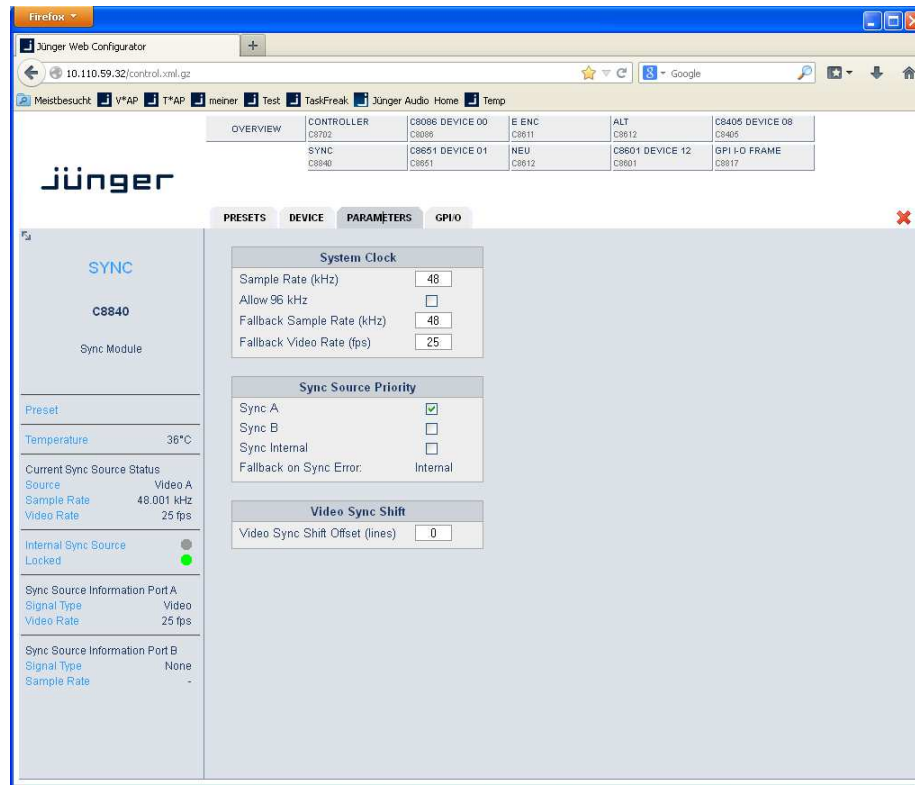 Firefox
Jünger Web Configurator
+
10.110.59.32/control.xml.gz
Google
Meistbesucht V*AP T*AP meiner Test TaskFreak Jünger Audio Home Temp
OVERVIEW
CONTROLLER C8086 DEVICE 00 E ENC ALT C8405 DEVICE 08
C8702 C8086 C8611 C8612 C8405
SYNC C8651 DEVICE 01 NEU C8601 DEVICE 12 GPI I-O FRAME
C8840 C8651 C8612 C8601 C8817
jünger
PRESETS DEVICE PARAMETERS GPI/O
SYNC
C8840
Sync Module
Preset
Temperature 36°C
Current Sync Source Status
Source Video A
Sample Rate 48.001 kHz
Video Rate 25 fps
Internal Sync Source
Locked
Sync Source Information Port A
Signal Type Video
Video Rate 25 fps
Sync Source Information Port B
Signal Type None
Sample Rate -
System Clock
Sample Rate (kHz) 48
Allow 96 kHz
Fallback Sample Rate (kHz) 48
Fallback Video Rate (fps) 25
Sync Source Priority
Sync A
Sync B
Sync Internal
Fallback on Sync Error: Internal
Video Sync Shift
Video Sync Shift Offset (lines) 0